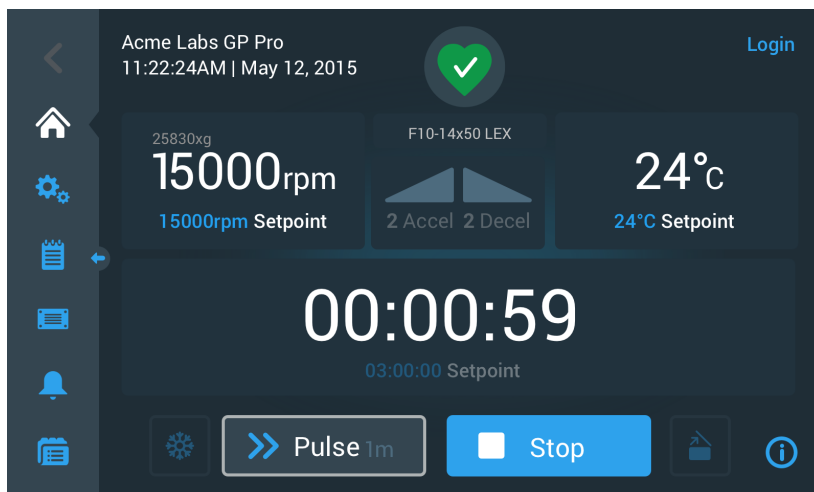 Acme Labs GP Pro
11:22:24AM | May 12, 2015
Login
25830xg
15000rpm
15000rpm Setpoint
F10-14x50 LEX
2 Accel 2 Decel
24°C
24°C Setpoint
00:00:59
03:00:00 Setpoint
Pulse 1m
Stop